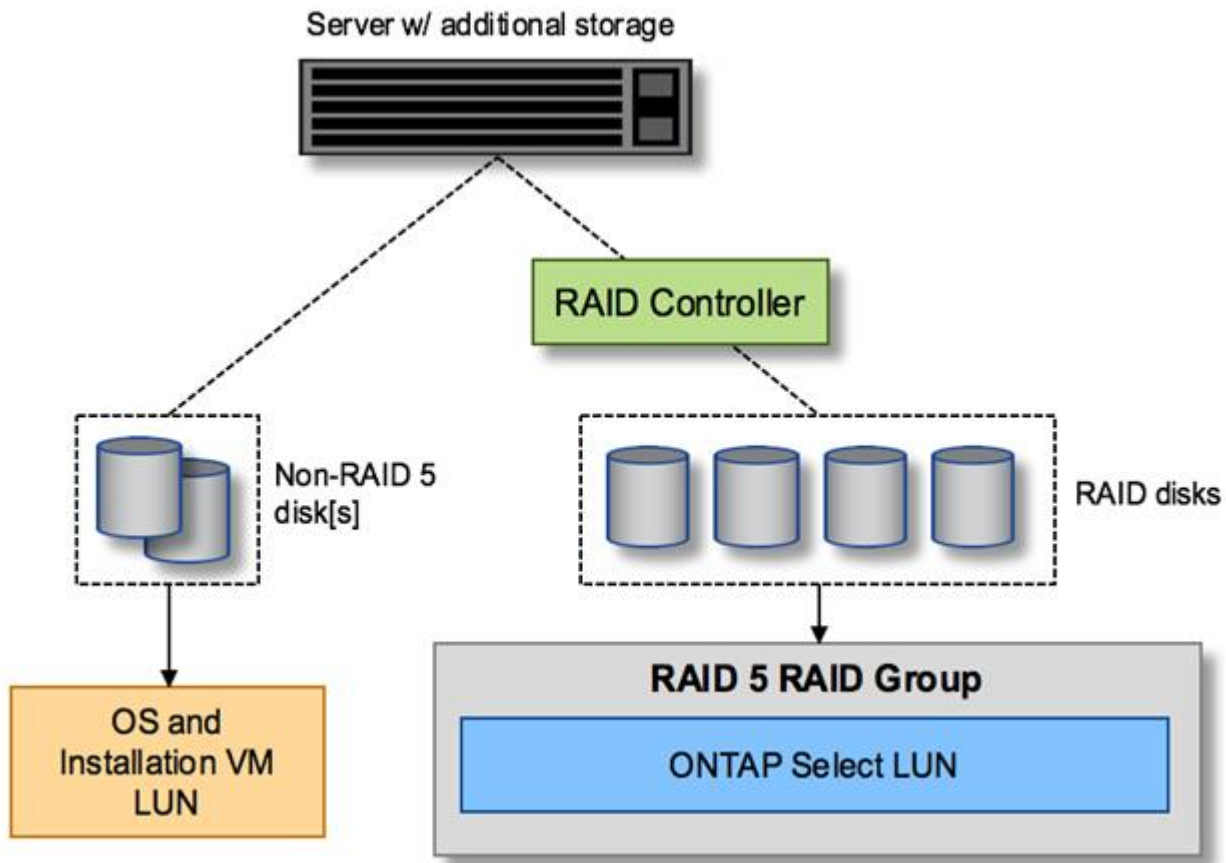 Server w/ additional storage
RAID Controller
Non-RAID 5
disk[s]
RAID disks
OS and
Installation VM
LUN
RAID 5 RAID Group
ONTAP Select LUN